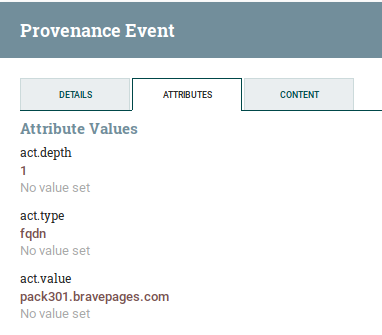 Provenance Event
DETAILS
ATTRIBUTES
CONTENT
Attribute Values
act.depth
1
No value set
act.type
fqdn
No value set
act.value
pack301.bravepages.com
No value set